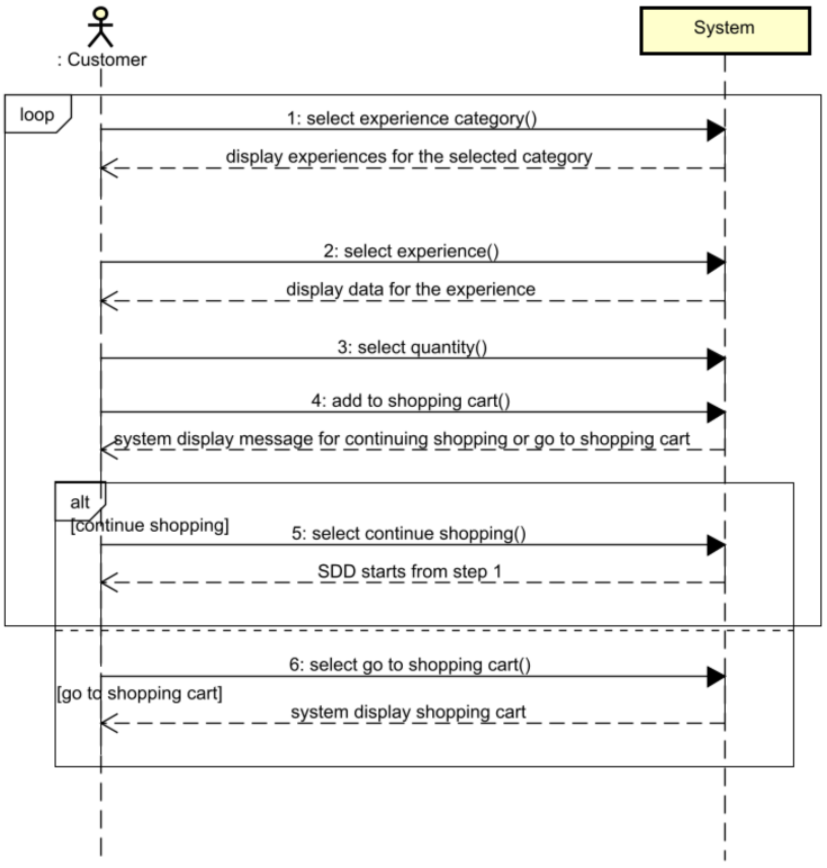 System
: Customer
loop
1: select experience category()
display experiences for the selected category
2: select experience()
display data for the experience
3: select quantity()
4: add to shopping cart()
system display message for continuing shopping or go to shopping cart
alt
[continue shopping]
5: select continue shopping()
SDD starts from step 1
6: select go to shopping cart()
[go to shopping cart]
system display shopping cart